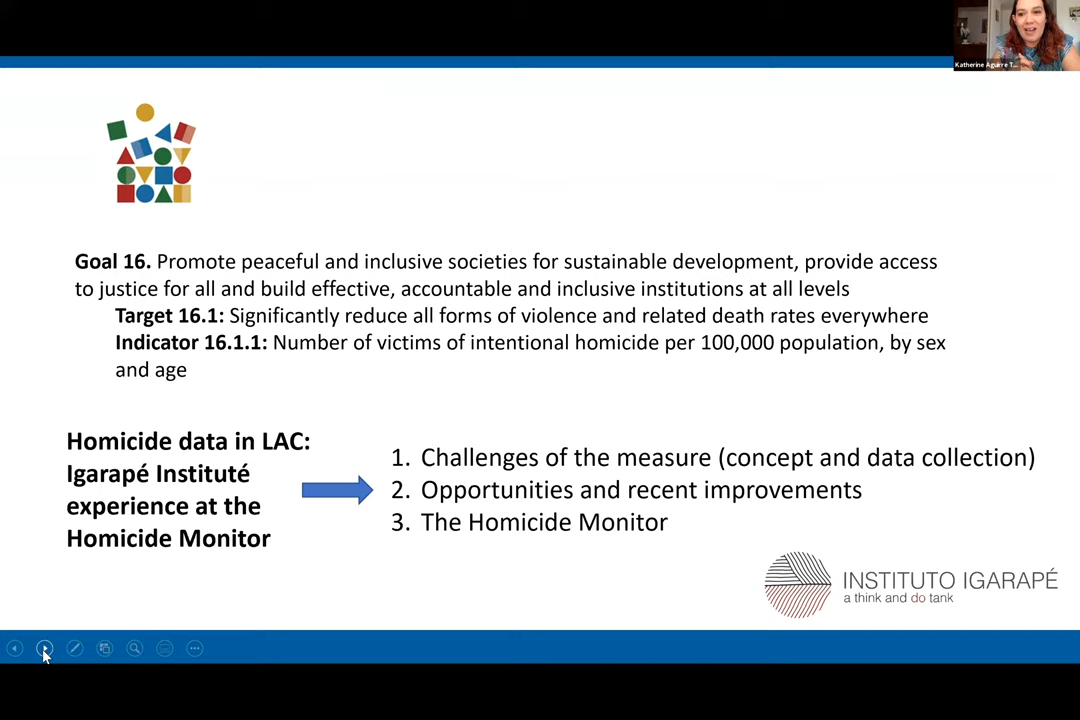 Katherine Aguirre T...
Goal 16. Promote peaceful and inclusive societies for sustainable development, provide access
to justice for all and build effective, accountable and inclusive institutions at all levels
Target 16.1: Significantly reduce all forms of violence and related death rates everywhere
Indicator 16.1.1: Number of victims of intentional homicide per 100,000 population, by sex
and age
Homicide data in LAC:
Igarapé Instituté
experience at the
Homicide Monitor
1. Challenges of the measure (concept and data collection)
2. Opportunities and recent improvements
3. The Homicide Monitor
INSTITUTO IGARAPÉ
a think and do tank